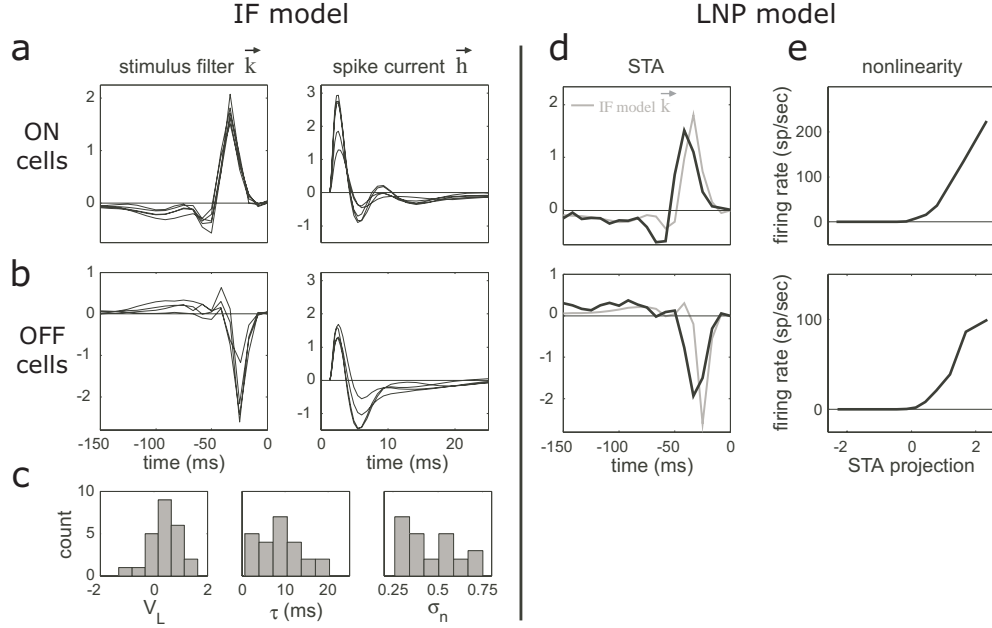 IF model
LNP model
a
stimulus filter k
spike current h
ON
cells
2
1
0
3
2
1
0
-1
b
OFF
cells
1
0
-1
-2
-150
-100
-50
0
time (ms)
3
2
1
0
-1
0
10
20
time (ms)
c
count
10
5
0
-2
0
2
V_L
0
10
20
τ (ms)
0.25
0.5
0.75
σ_n
d
STA
IF model k
2
1
0
1
0
-1
-2
-150
-100
-50
0
time (ms)
e
nonlinearity
firing rate (sp/sec)
200
100
0
firing rate (sp/sec)
100
0
-2
0
2
STA projection